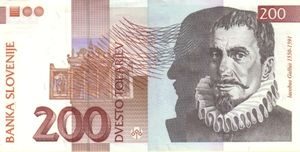 200
BANKA SLOVENIJE
200
DVESTO TOLARJEV
Iacobus Gallus 1550-1591